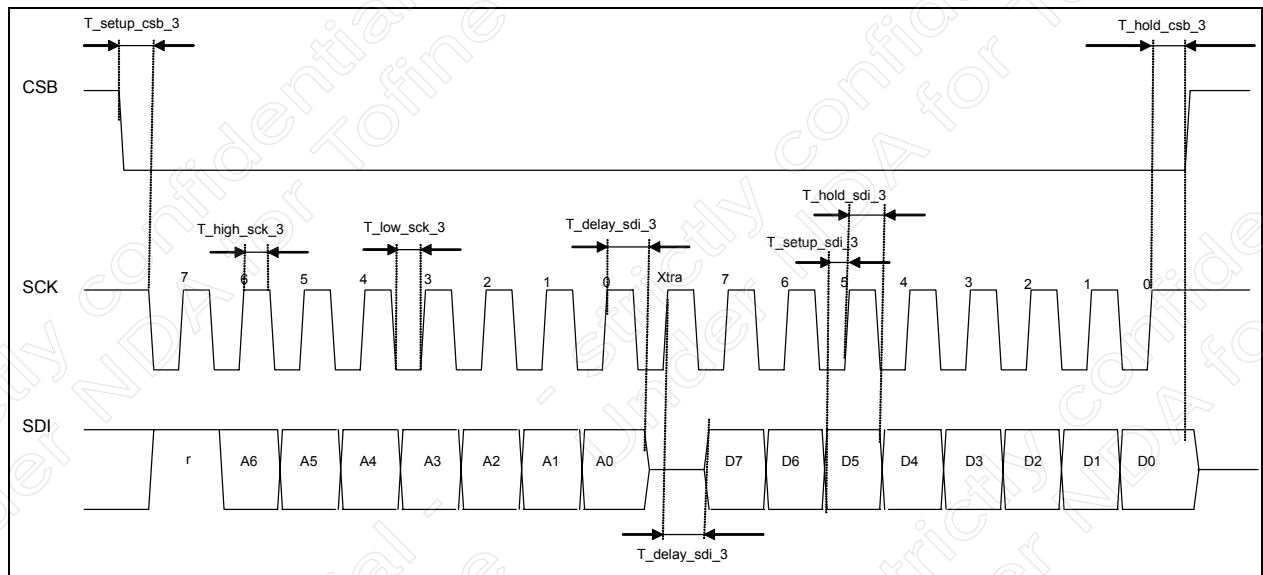 T_setup_csb_3
T_hold_csb_3
CSB
T_hold_sdi_3
T_high_sck_3
T_low_sck_3
T_delay_sdi_3
T_setup_sdi_3
SCK
7 6 5 4 3 2 1 0 Xtra 7 6 5 4 3 2 1 0
SDI
r A6 A5 A4 A3 A2 A1 A0 D7 D6 D5 D4 D3 D2 D1 D0
T_delay_sdi_3